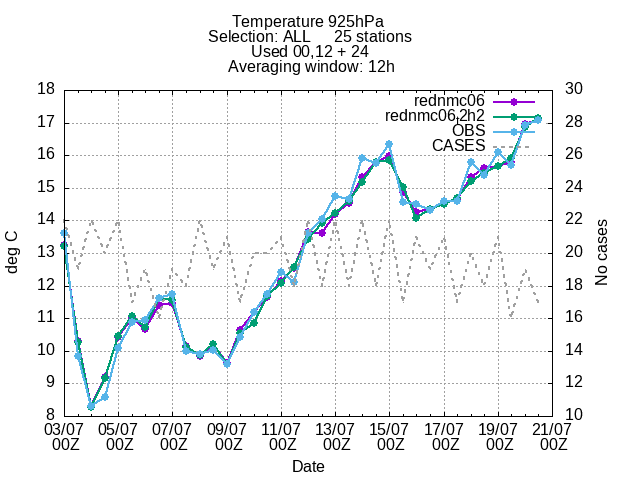 Temperature 925hPa
Selection: ALL 25 stations
Used 00,12 + 24
Averaging window: 12h
rednmc06
rednmc06,2h2
OBS
CASES
deg C
18
17
16
15
14
13
12
11
10
9
8
No cases
30
28
26
24
22
20
18
16
14
12
10
03/07 05/07 07/07 09/07 11/07 13/07 15/07 17/07 19/07 21/07
00Z 00Z 00Z 00Z 00Z 00Z 00Z 00Z 00Z 00Z
Date